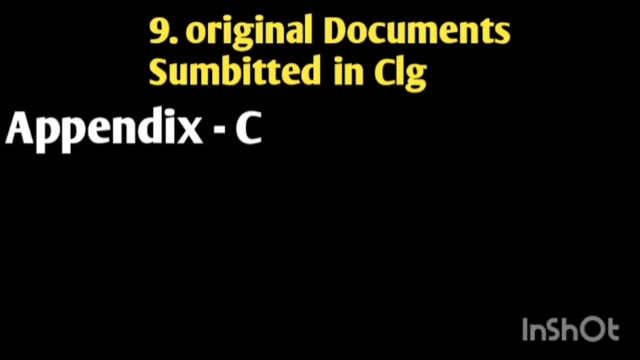 9. original Documents
Sumbitted in Clg
Appendix - C
InShOt